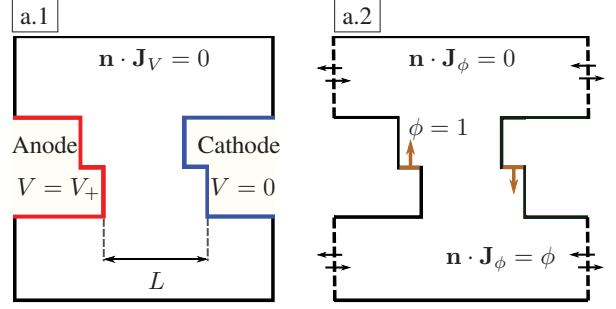 a.1
n · J_V = 0
Anode
Cathode
V = V_+
V = 0
L
a.2
n · J_ϕ = 0
ϕ = 1
n · J_ϕ = ϕ